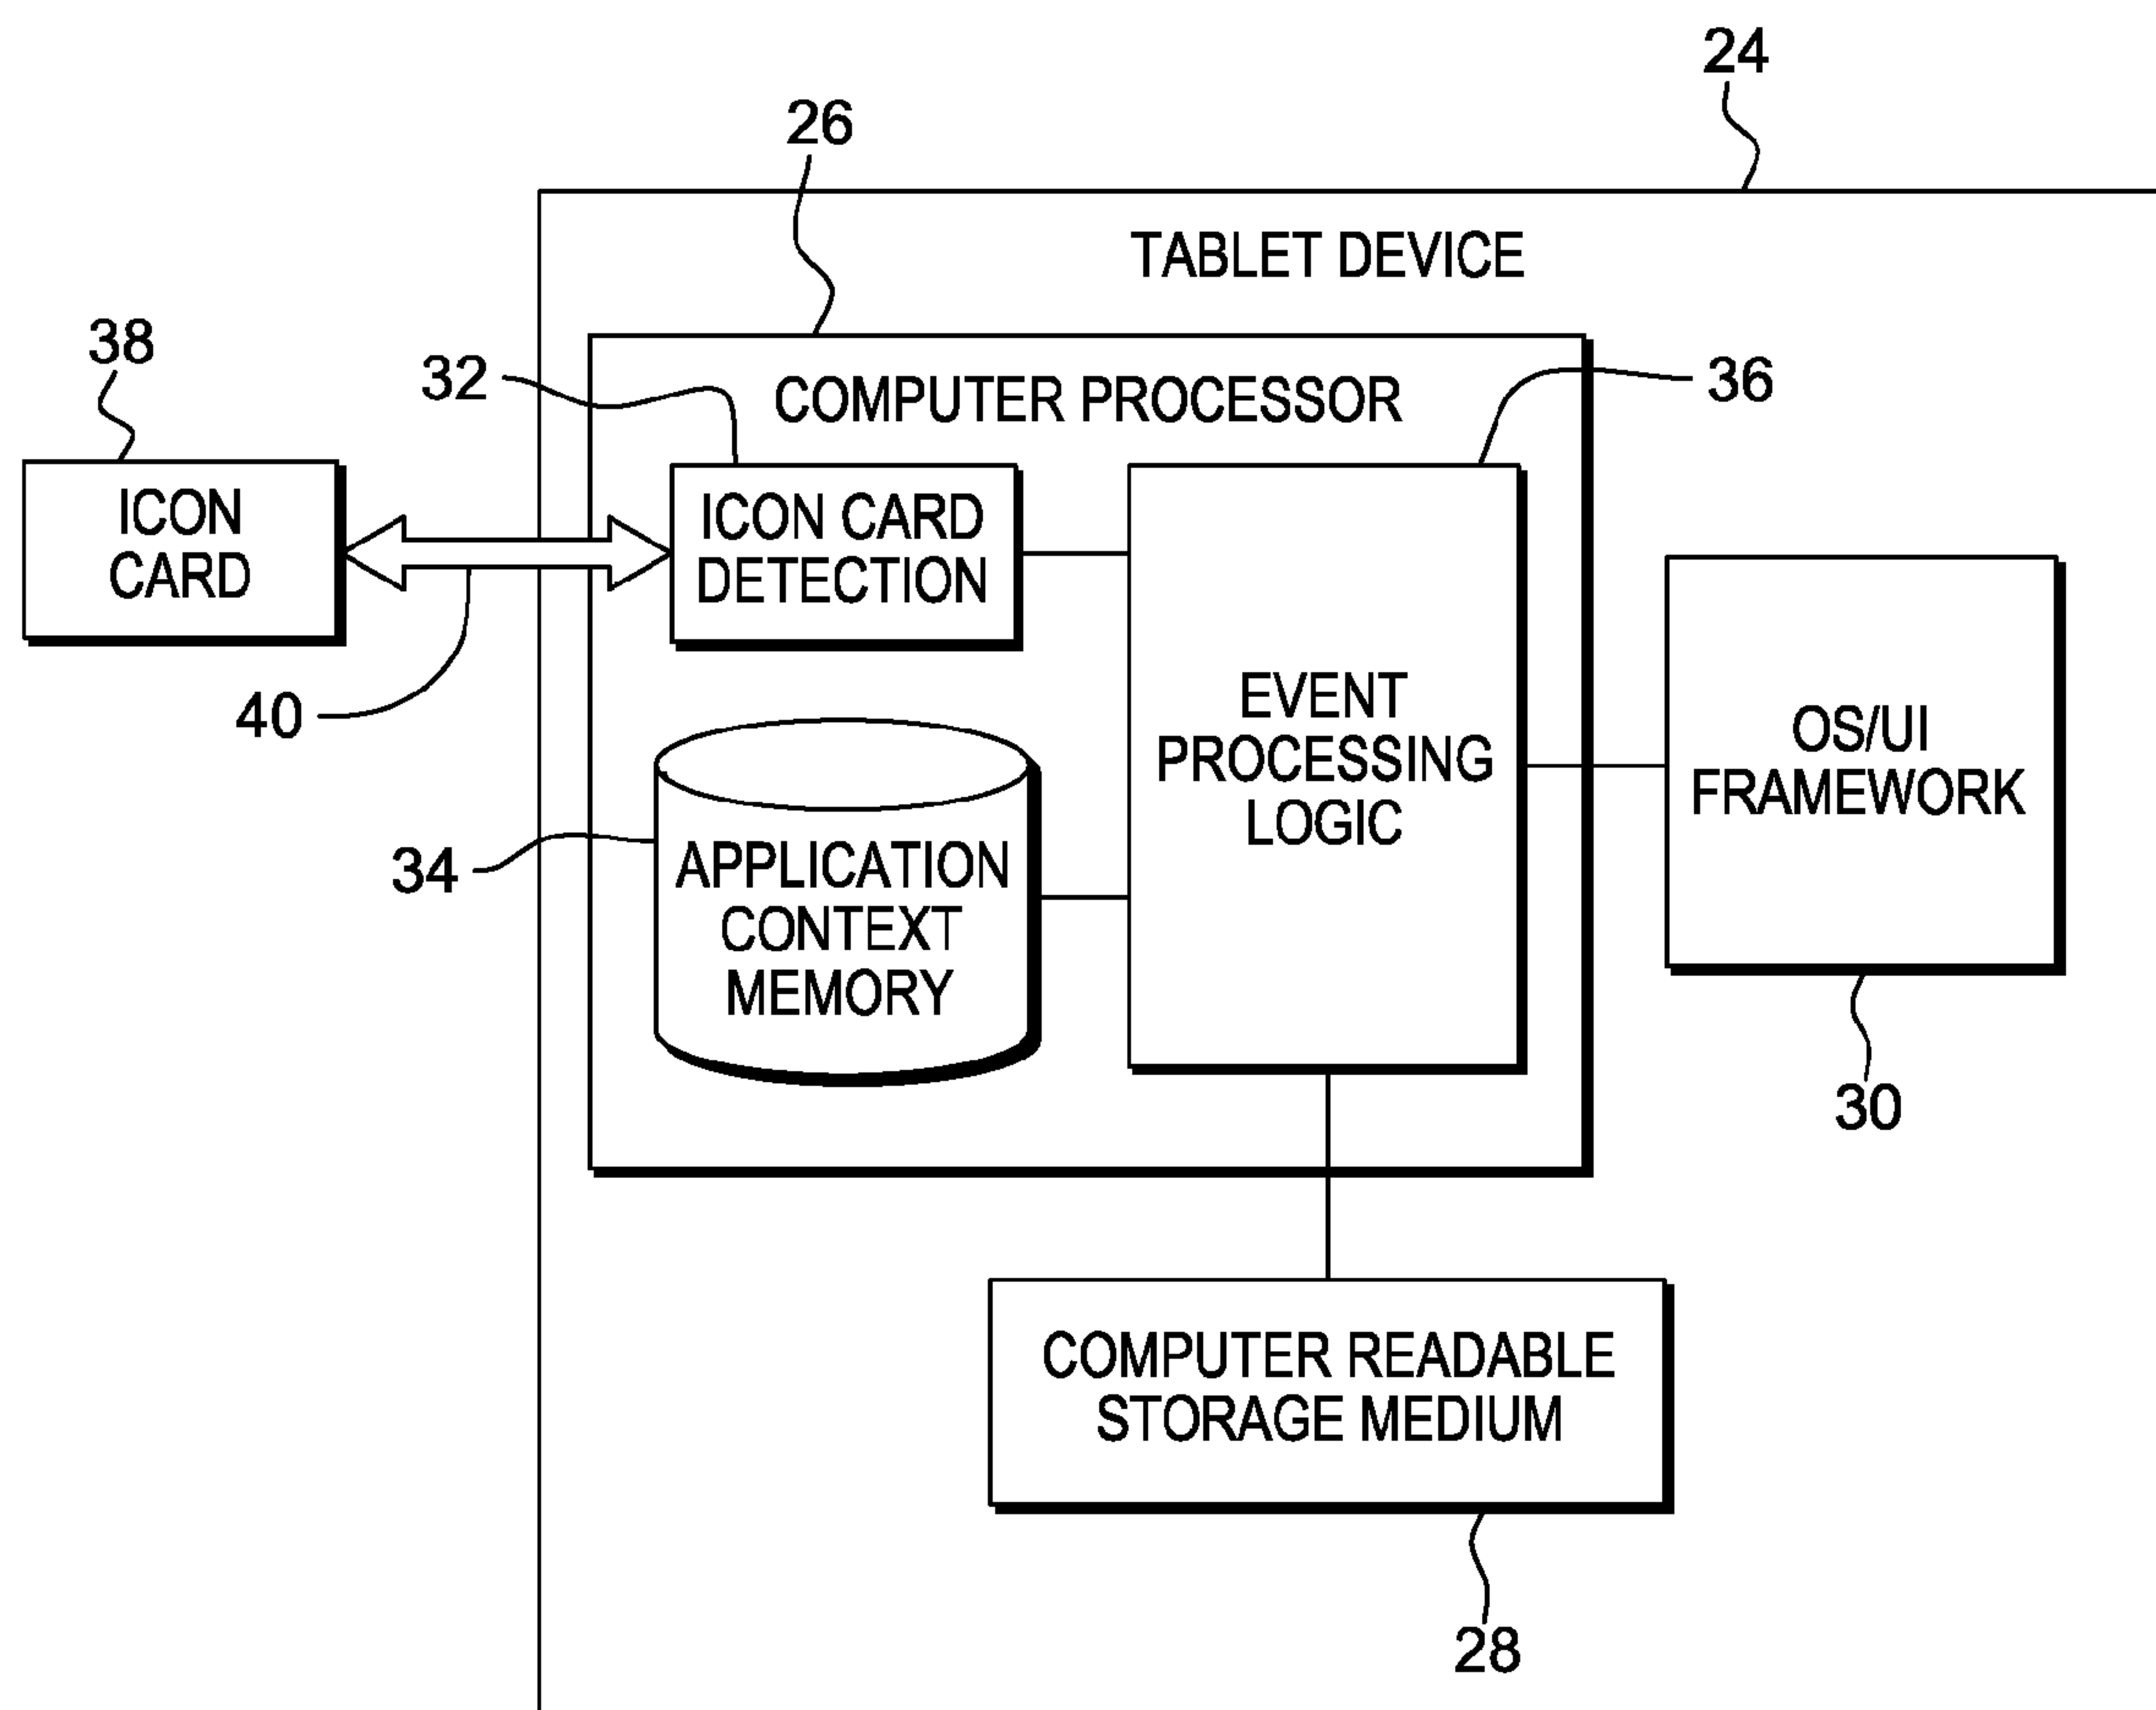 24
26
TABLET DEVICE
38
32
COMPUTER PROCESSOR
36
ICON
CARD
ICON CARD
DETECTION
40
EVENT
PROCESSING
LOGIC
OS/UI
FRAMEWORK
34
APPLICATION
CONTEXT
MEMORY
30
COMPUTER READABLE
STORAGE MEDIUM
28